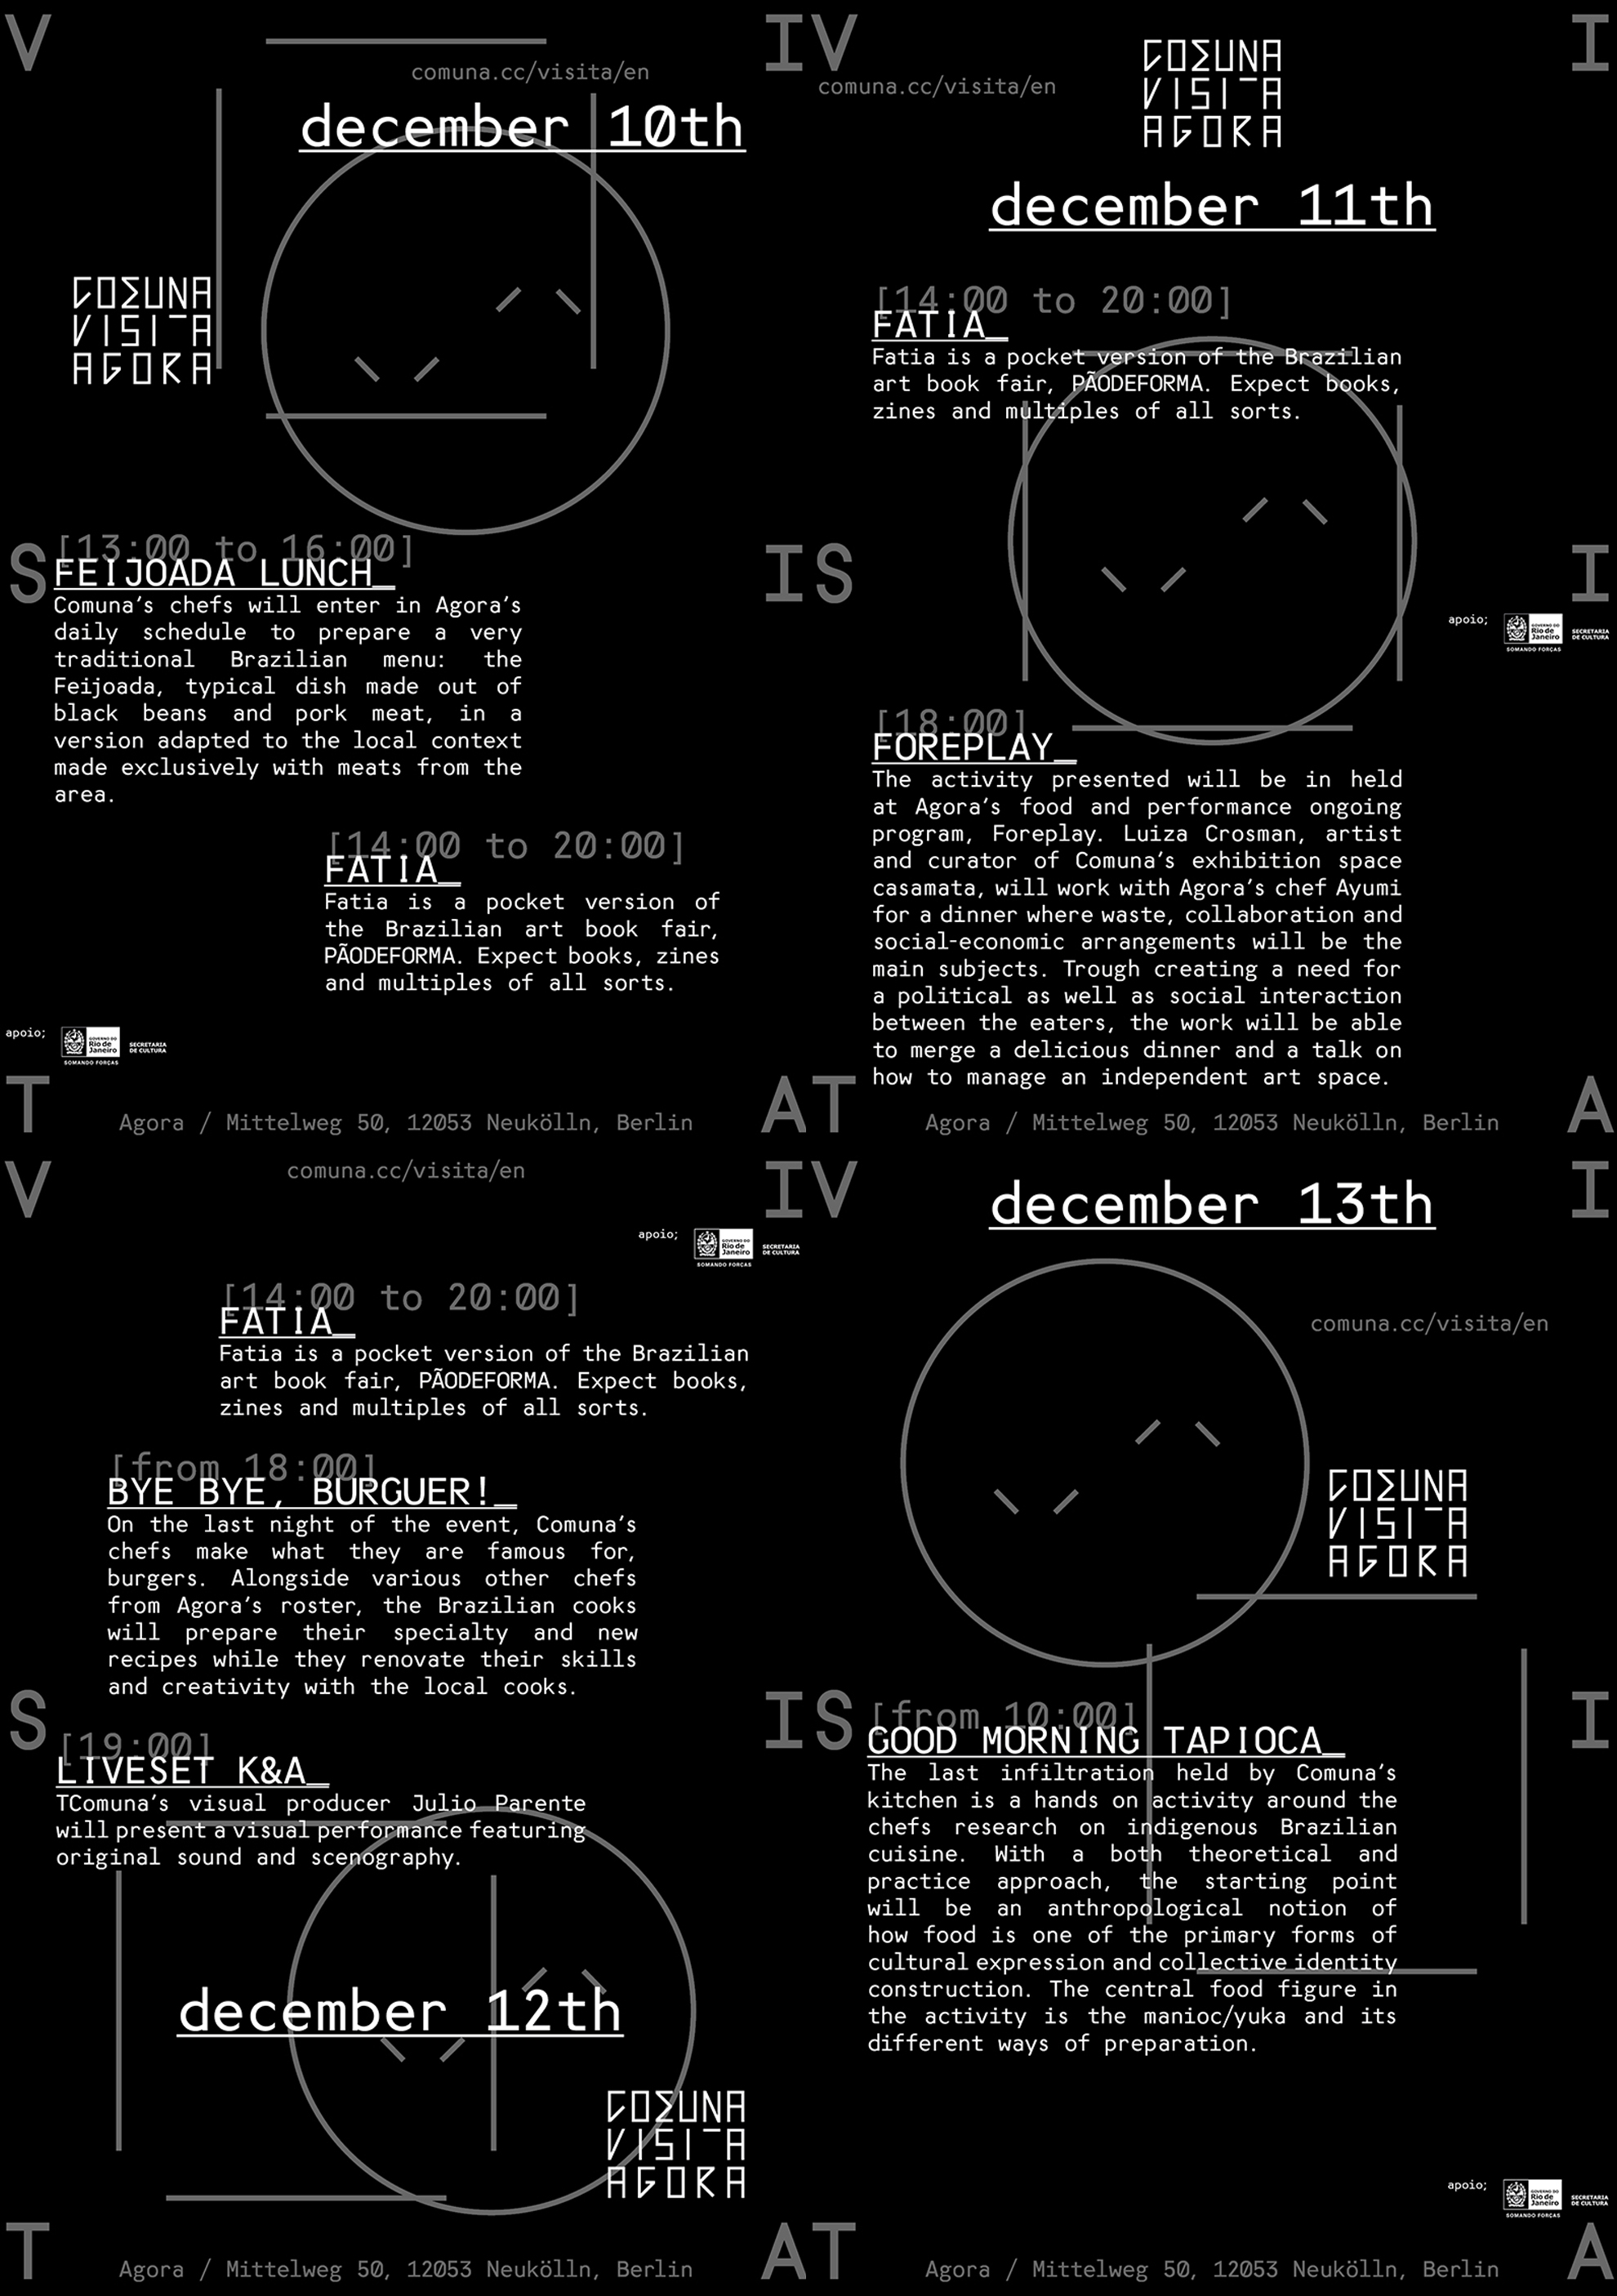 V
I
comuna.cc/visita/en
december 10th
COMUNA
VISITA
AGORA
S
I
[13:00 to 16:00]
FEIJOADA LUNCH_
Comuna's chefs will enter in Agora's
daily schedule to prepare a very
traditional Brazilian menu: the
Feijoada, typical dish made out of
black beans and pork meat, in a
version adapted to the local context
made exclusively with meats from the
area.
[14:00 to 20:00]
FATIA_
Fatia is a pocket version of
the Brazilian art book fair,
PÃODEFORMA. Expect books, zines
and multiples of all sorts.
apoio;
GOVERNO DO
Rio de
Janeiro
SOMANDO FORÇAS
SECRETARIA
DE CULTURA
T
A
Agora / Mittelweg 50, 12053 Neukölln, Berlin
V
I
COMUNA
VISITA
AGORA
comuna.cc/visita/en
december 11th
[14:00 to 20:00]
FATIA_
Fatia is a pocket version of the Brazilian
art book fair, PÃODEFORMA. Expect books,
zines and multiples of all sorts.
S
I
apoio;
GOVERNO DO
Rio de
Janeiro
SOMANDO FORÇAS
SECRETARIA
DE CULTURA
[18:00]
FOREPLAY_
The activity presented will be in held
at Agora's food and performance ongoing
program, Foreplay. Luiza Crosman, artist
and curator of Comuna's exhibition space
casamata, will work with Agora's chef Ayumi
for a dinner where waste, collaboration and
social-economic arrangements will be the
main subjects. Trough creating a need for
a political as well as social interaction
between the eaters, the work will be able
to merge a delicious dinner and a talk on
how to manage an independent art space.
T
A
Agora / Mittelweg 50, 12053 Neukölln, Berlin
V
I
comuna.cc/visita/en
apoio;
GOVERNO DO
Rio de
Janeiro
SOMANDO FORÇAS
SECRETARIA
DE CULTURA
[14:00 to 20:00]
FATIA_
Fatia is a pocket version of the Brazilian
art book fair, PÃODEFORMA. Expect books,
zines and multiples of all sorts.
[from 18:00]
BYE BYE, BURGUER!_
On the last night of the event, Comuna's
chefs make what they are famous for,
burgers. Alongside various other chefs
from Agora's roster, the Brazilian cooks
will prepare their specialty and new
recipes while they renovate their skills
and creativity with the local cooks.
S
I
[19:00]
LIVESET K&A_
TComuna's visual producer Julio Parente
will present a visual performance featuring
original sound and scenography.
december 12th
COMUNA
VISITA
AGORA
T
A
Agora / Mittelweg 50, 12053 Neukölln, Berlin
V
I
december 13th
comuna.cc/visita/en
COMUNA
VISITA
AGORA
S
I
[from 10:00]
GOOD MORNING TAPIOCA_
The last infiltration held by Comuna's
kitchen is a hands on activity around the
chefs research on indigenous Brazilian
cuisine. With a both theoretical and
practice approach, the starting point
will be an anthropological notion of
how food is one of the primary forms of
cultural expression and collective identity
construction. The central food figure in
the activity is the manioc/yuka and its
different ways of preparation.
apoio;
GOVERNO DO
Rio de
Janeiro
SOMANDO FORÇAS
SECRETARIA
DE CULTURA
T
A
Agora / Mittelweg 50, 12053 Neukölln, Berlin